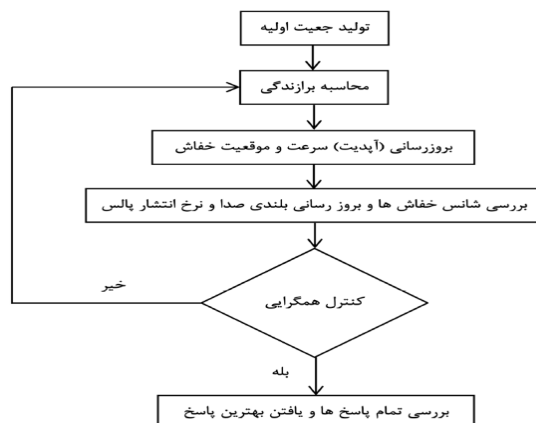 تولید جمعیت اولیه
محاسبه برازندگی
بروزرسانی (آپدیت) سرعت و موقعیت خفاش
بررسی شانس خفاش ها و بروز رسانی بلندی صدا و نرخ انتشار پالس
کنترل همگرایی
خیر
بله
بررسی تمام پاسخ ها و یافتن بهترین پاسخ